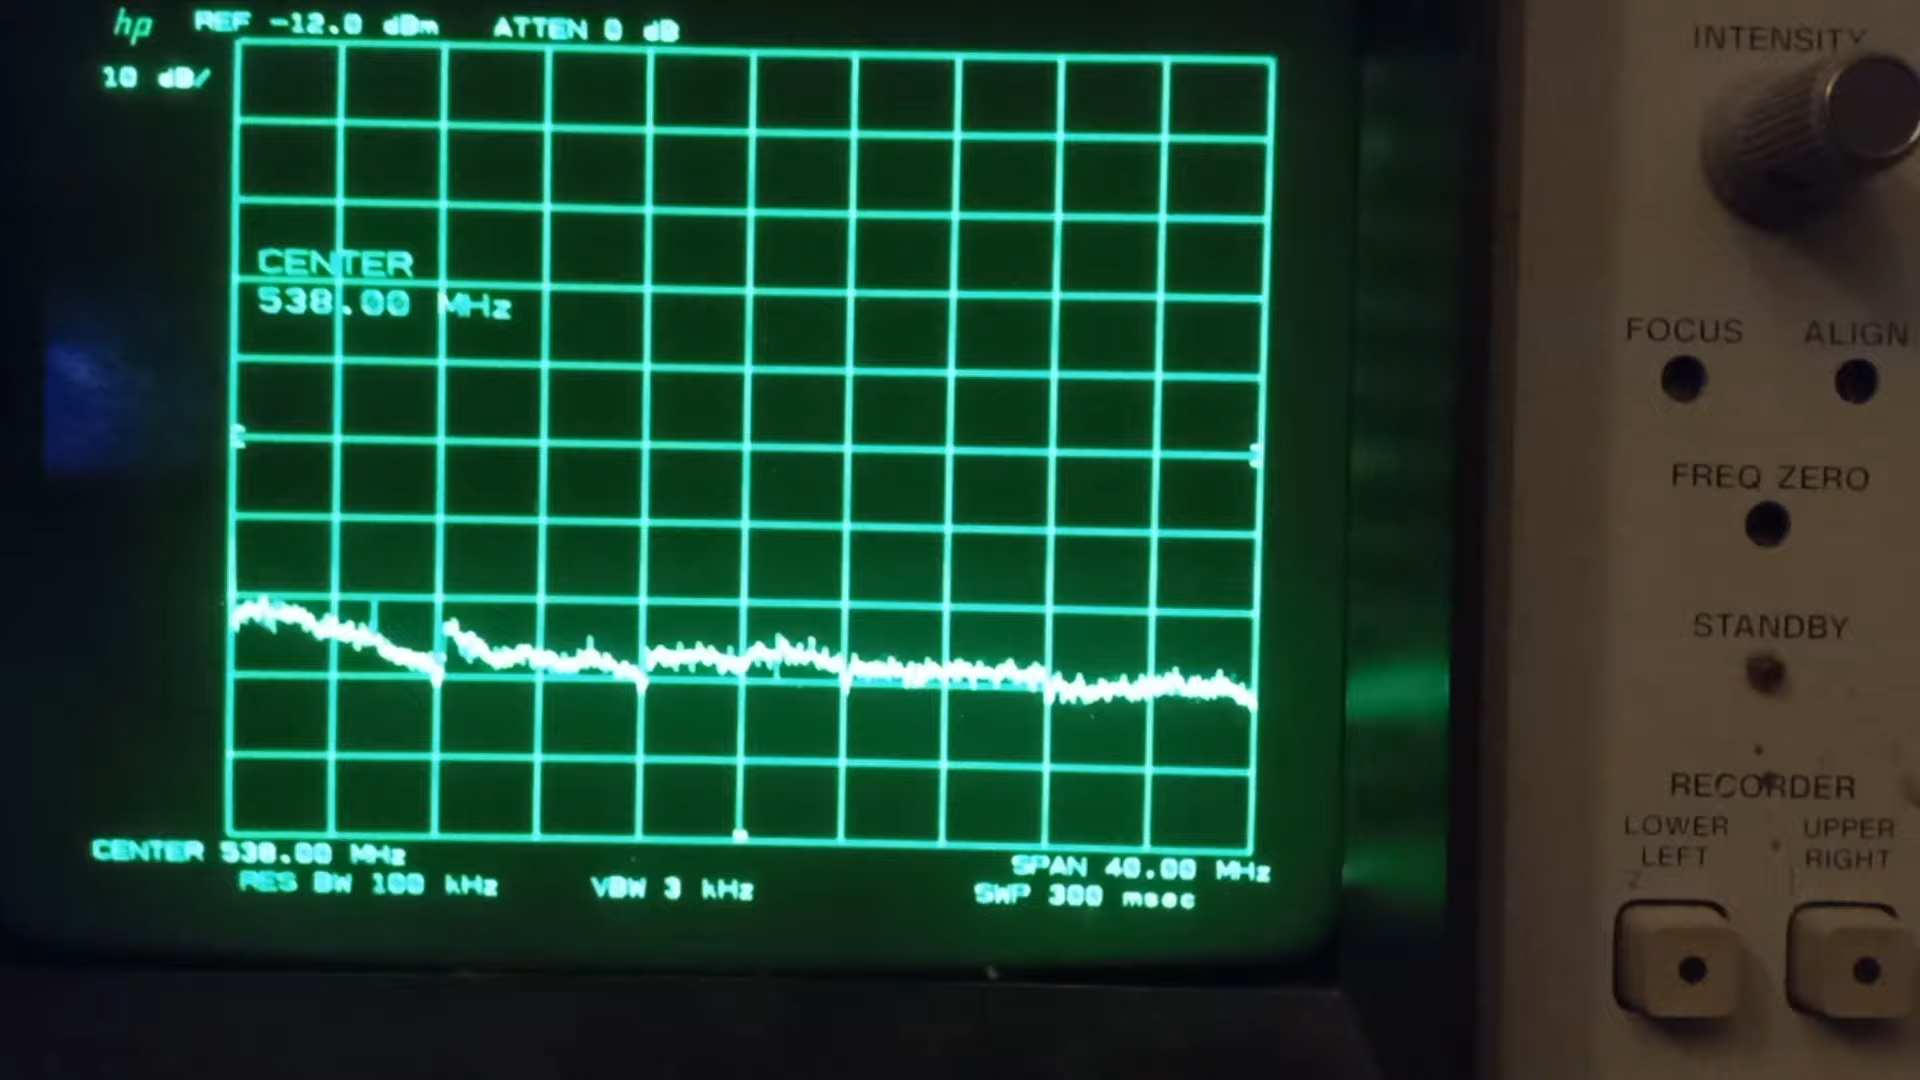 hp REF -12.0 dBm ATTEN 0 dB
10 dB/
CENTER
538.00 MHz
CENTER 538.00 MHz SPAN 40.00 MHz
RES BW 100 kHz VBW 3 kHz SWP 300 msec
INTENSITY
FOCUS ALIGN
FREQ ZERO
STANDBY
RECORDER
LOWER LEFT
UPPER RIGHT